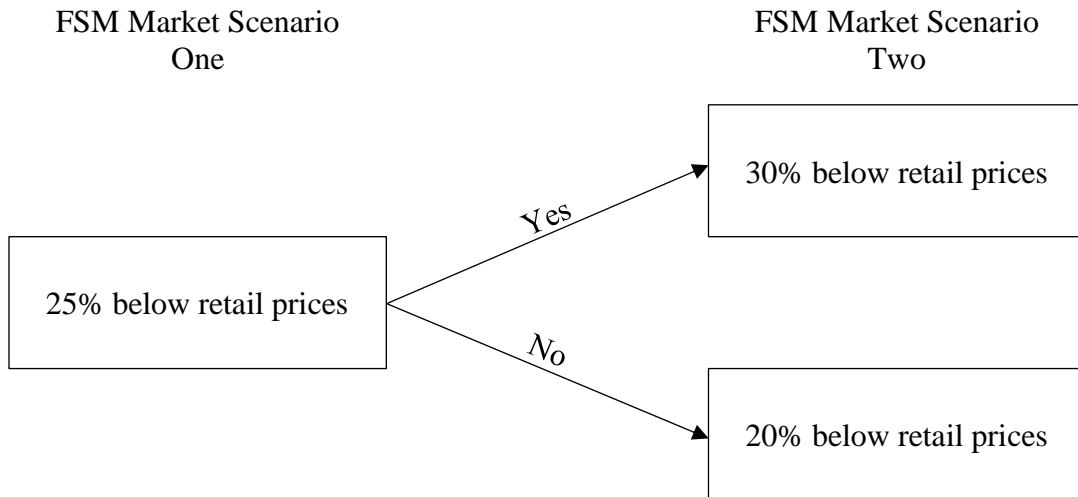 FSM Market Scenario
One
FSM Market Scenario
Two
30% below retail prices
Yes
25% below retail prices
No
20% below retail prices